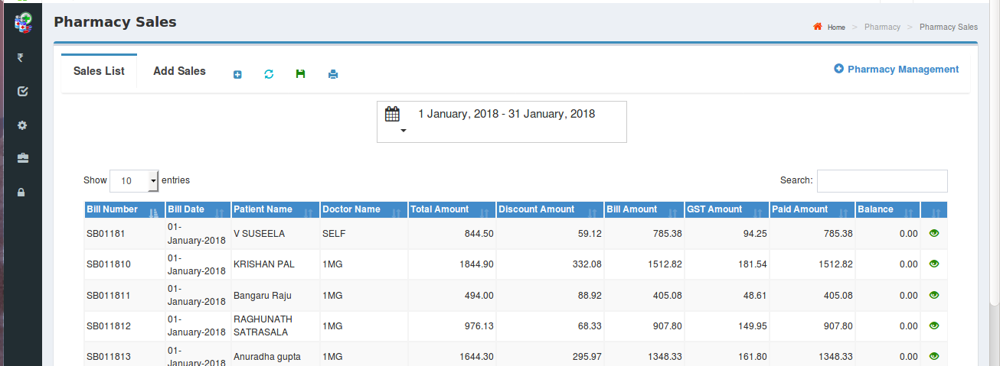 Pharmacy Sales
Home > Pharmacy > Pharmacy Sales
₹
Sales List Add Sales Pharmacy Management
1 January, 2018 - 31 January, 2018
Show 10 entries Search:
Bill Number Bill Date Patient Name Doctor Name Total Amount Discount Amount Bill Amount GST Amount Paid Amount Balance
SB01181 01-January-2018 V SUSEELA SELF 844.50 59.12 785.38 94.25 785.38 0.00
SB011810 01-January-2018 KRISHAN PAL 1MG 1844.90 332.08 1512.82 181.54 1512.82 0.00
SB011811 01-January-2018 Bangaru Raju 1MG 494.00 88.92 405.08 48.61 405.08 0.00
SB011812 01-January-2018 RAGHUNATH SATRASALA 1MG 976.13 68.33 907.80 149.95 907.80 0.00
SB011813 01-January-2018 Anuradha gupta 1MG 1644.30 295.97 1348.33 161.80 1348.33 0.00